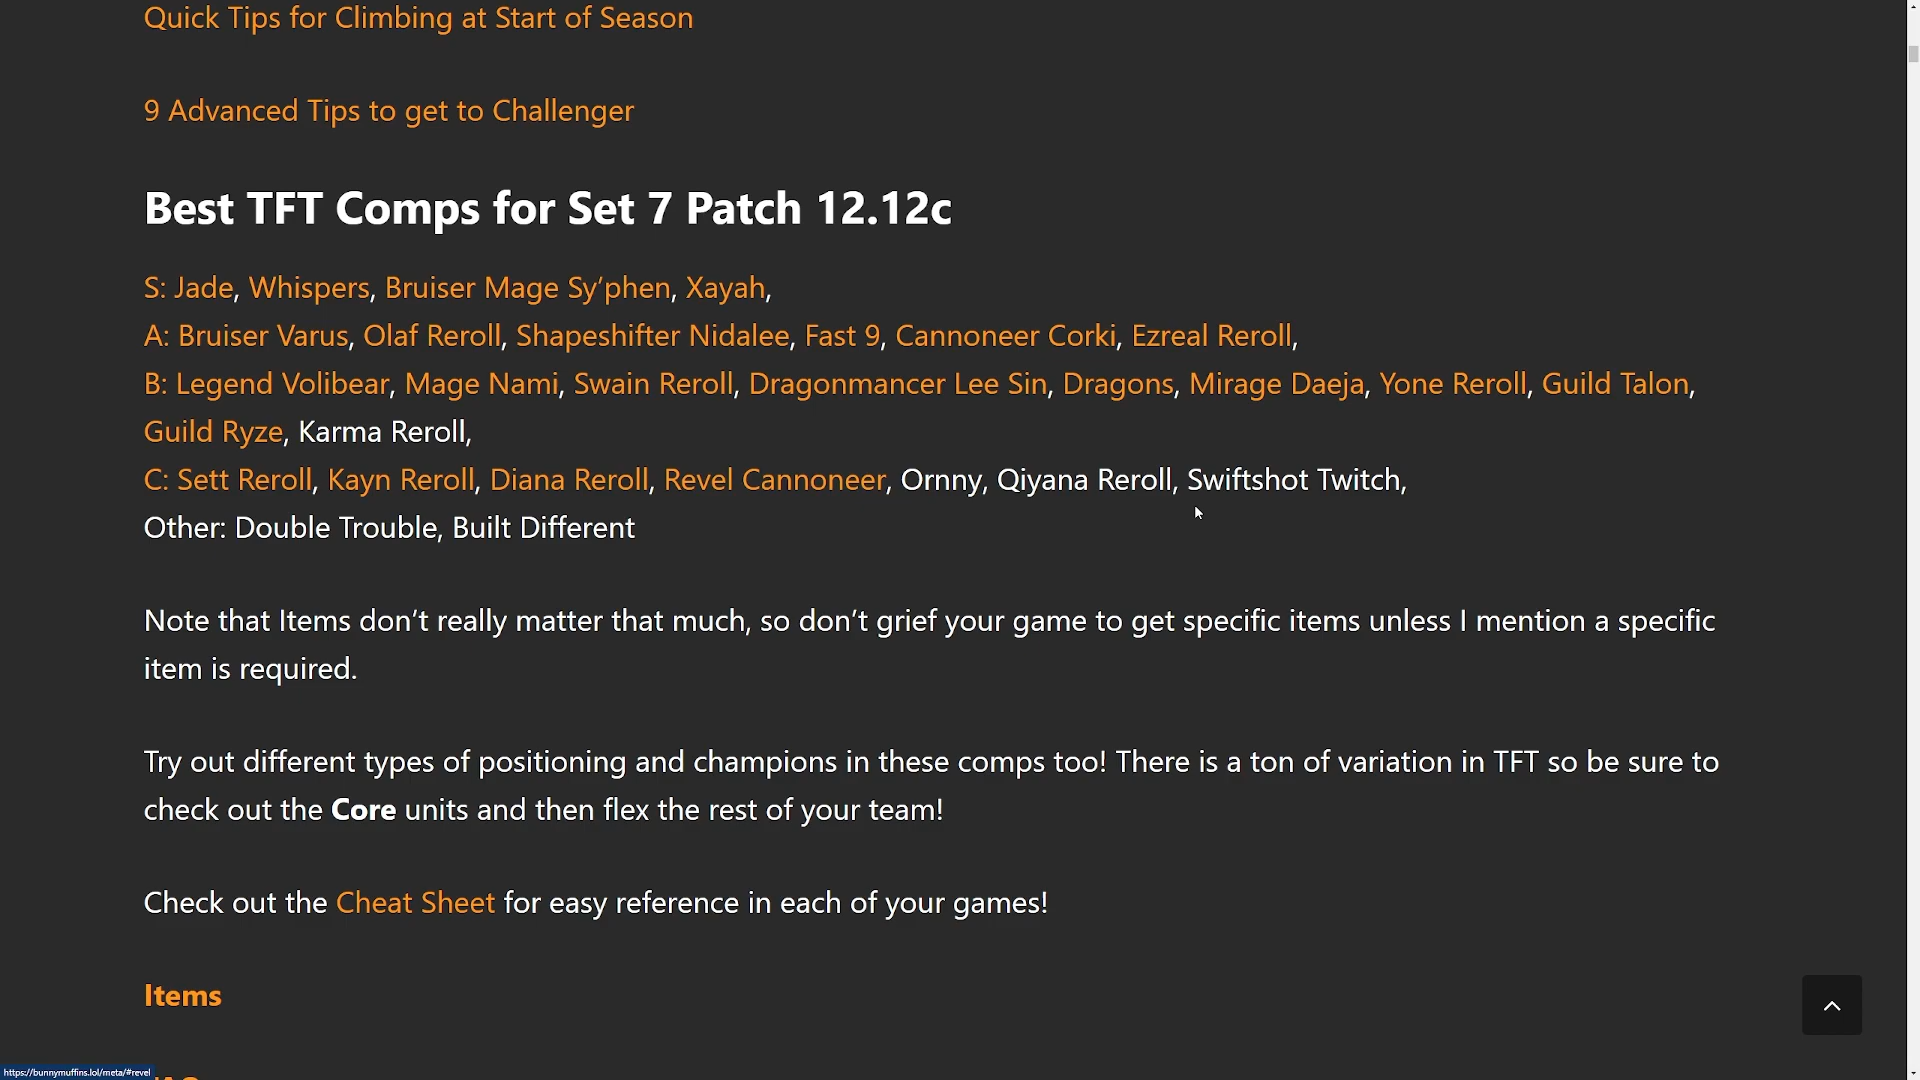 Quick Tips for Climbing at Start of Season
9 Advanced Tips to get to Challenger
Best TFT Comps for Set 7 Patch 12.12c
S: Jade, Whispers, Bruiser Mage Sy’phen, Xayah,
A: Bruiser Varus, Olaf Reroll, Shapeshifter Nidalee, Fast 9, Cannoneer Corki, Ezreal Reroll,
B: Legend Volibear, Mage Nami, Swain Reroll, Dragonmancer Lee Sin, Dragons, Mirage Daeja, Yone Reroll, Guild Talon,
Guild Ryze, Karma Reroll,
C: Sett Reroll, Kayn Reroll, Diana Reroll, Revel Cannoneer, Ornny, Qiyana Reroll, Swiftshot Twitch,
Other: Double Trouble, Built Different
Note that Items don’t really matter that much, so don’t grief your game to get specific items unless I mention a specific
item is required.
Try out different types of positioning and champions in these comps too! There is a ton of variation in TFT so be sure to
check out the Core units and then flex the rest of your team!
Check out the Cheat Sheet for easy reference in each of your games!
Items
https://bunnymuffins.lol/meta/#revel